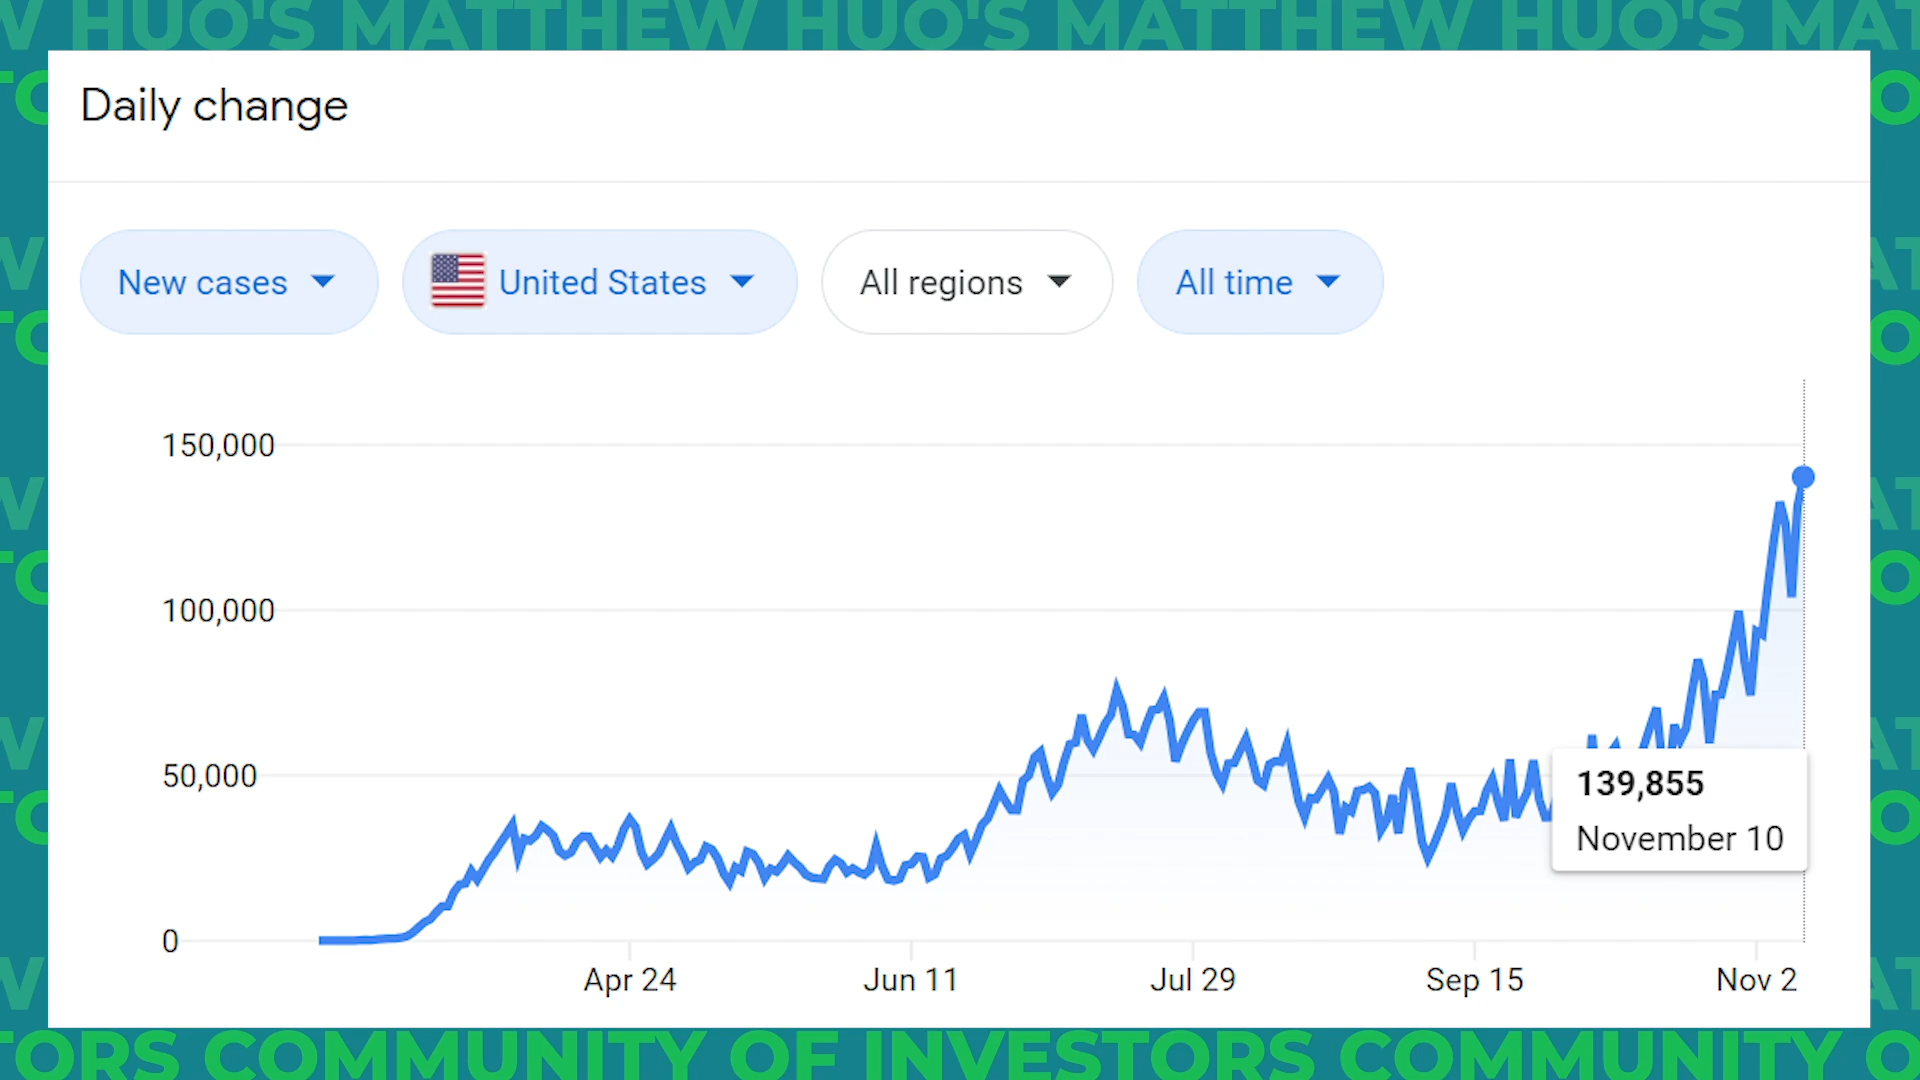 W HUO'S MATTHEW HUO'S MATTHEW HUO'S MAT
Daily change
New cases
United States
All regions
All time
150,000
100,000
50,000
0
139,855
November 10
Apr 24
Jun 11
Jul 29
Sep 15
Nov 2
TORS COMMUNITY OF INVESTORS COMMUNITY O